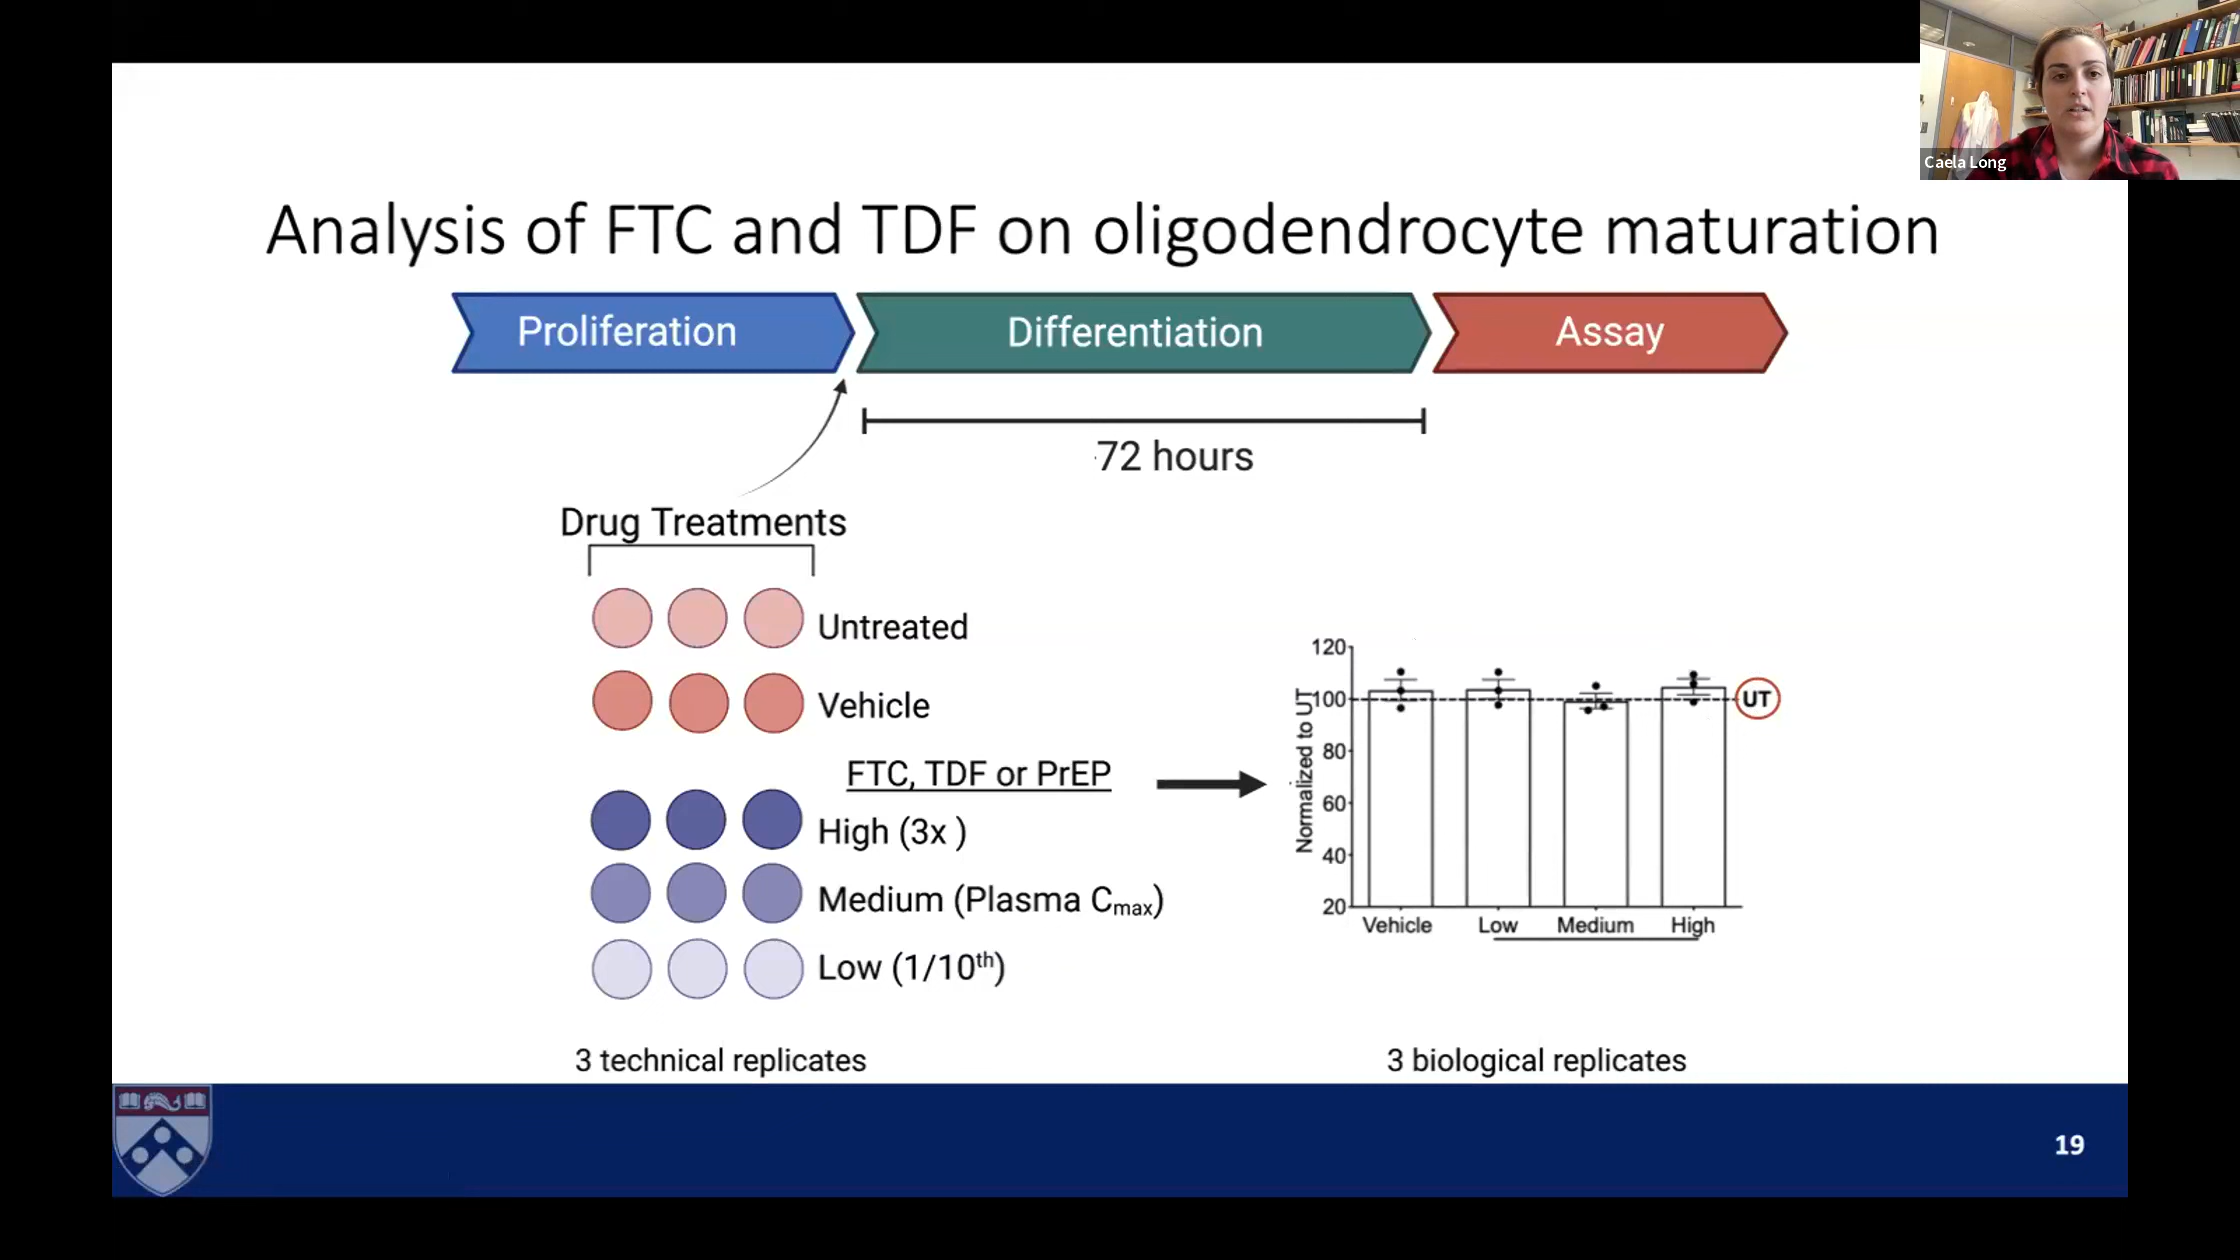 Caela Long
Analysis of FTC and TDF on oligodendrocyte maturation
Proliferation
Differentiation
Assay
72 hours
Drug Treatments
Untreated
Vehicle
FTC, TDF or PrEP
High (3x )
Medium (Plasma Cmax)
Low (1/10th)
3 technical replicates
Normalized to UT
120
100
80
60
40
20
UT
Vehicle Low Medium High
3 biological replicates
19